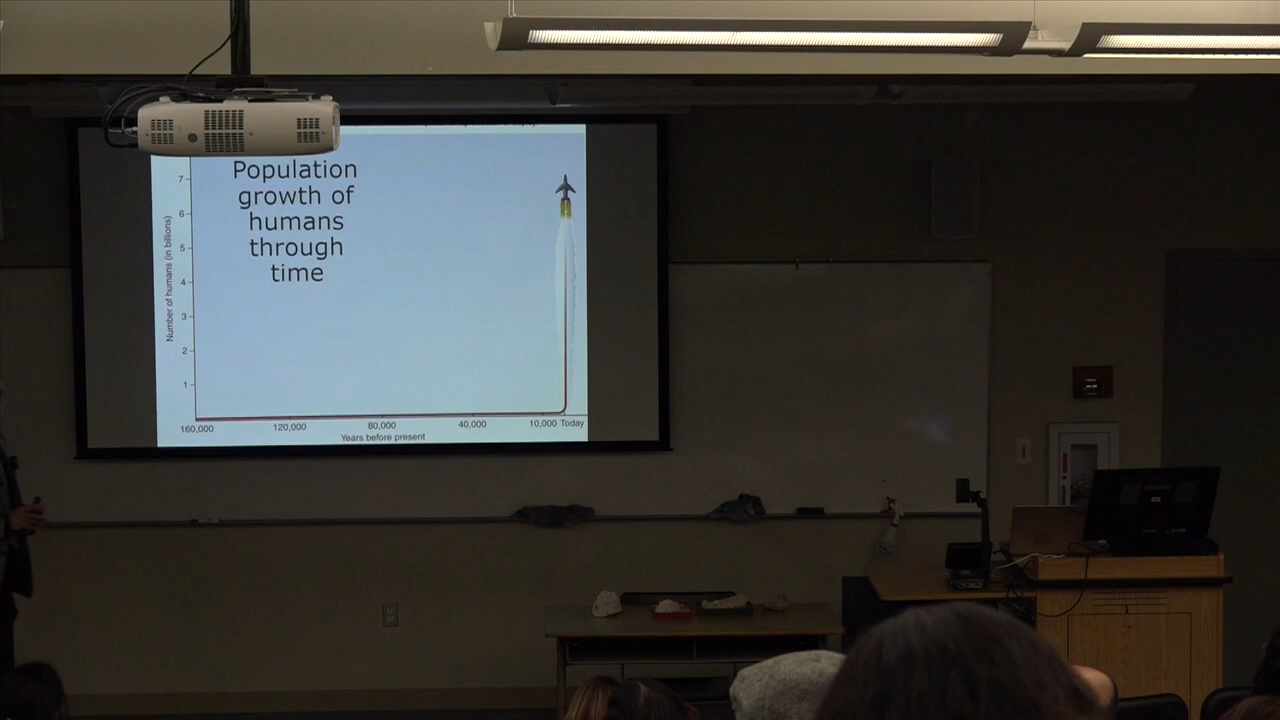 Population
growth of
humans
through
time
Number of humans (in billions)
7
6
5
4
3
2
1
160,000 120,000 80,000 40,000 10,000 Today
Years before present